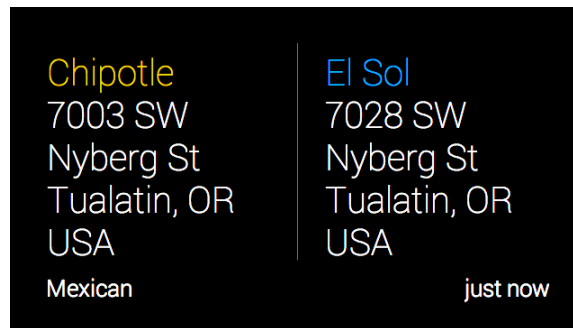 Chipotle
7003 SW
Nyberg St
Tualatin, OR
USA
El Sol
7028 SW
Nyberg St
Tualatin, OR
USA
Mexican
just now